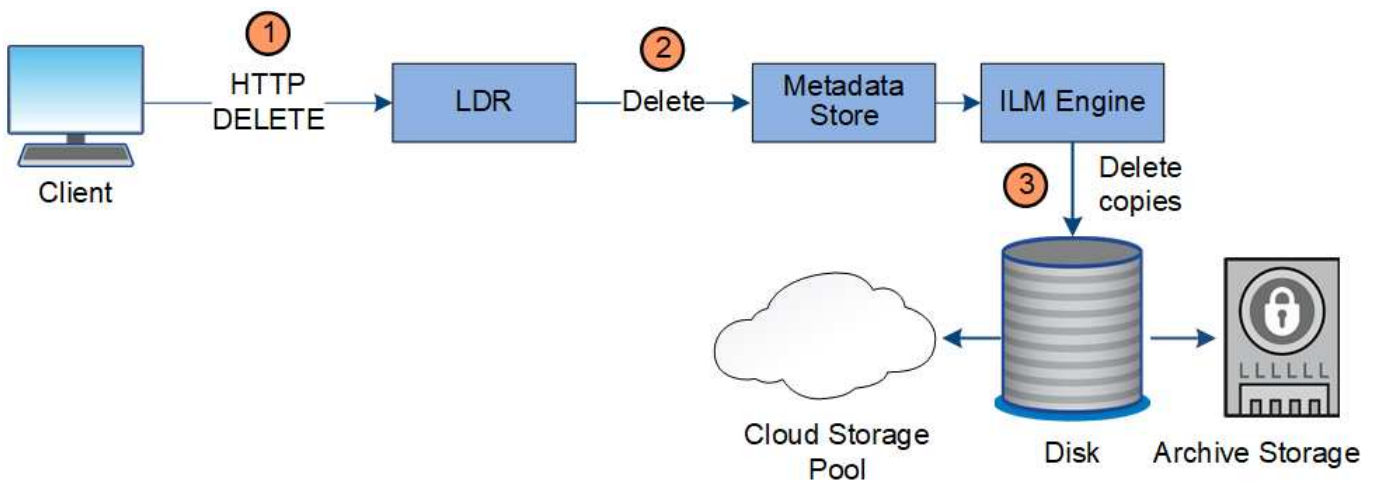 1
HTTP
DELETE
2
Delete
LDR
Metadata
Store
ILM Engine
Client
3
Delete
copies
LLLLLL
Cloud Storage
Pool
Disk
Archive Storage